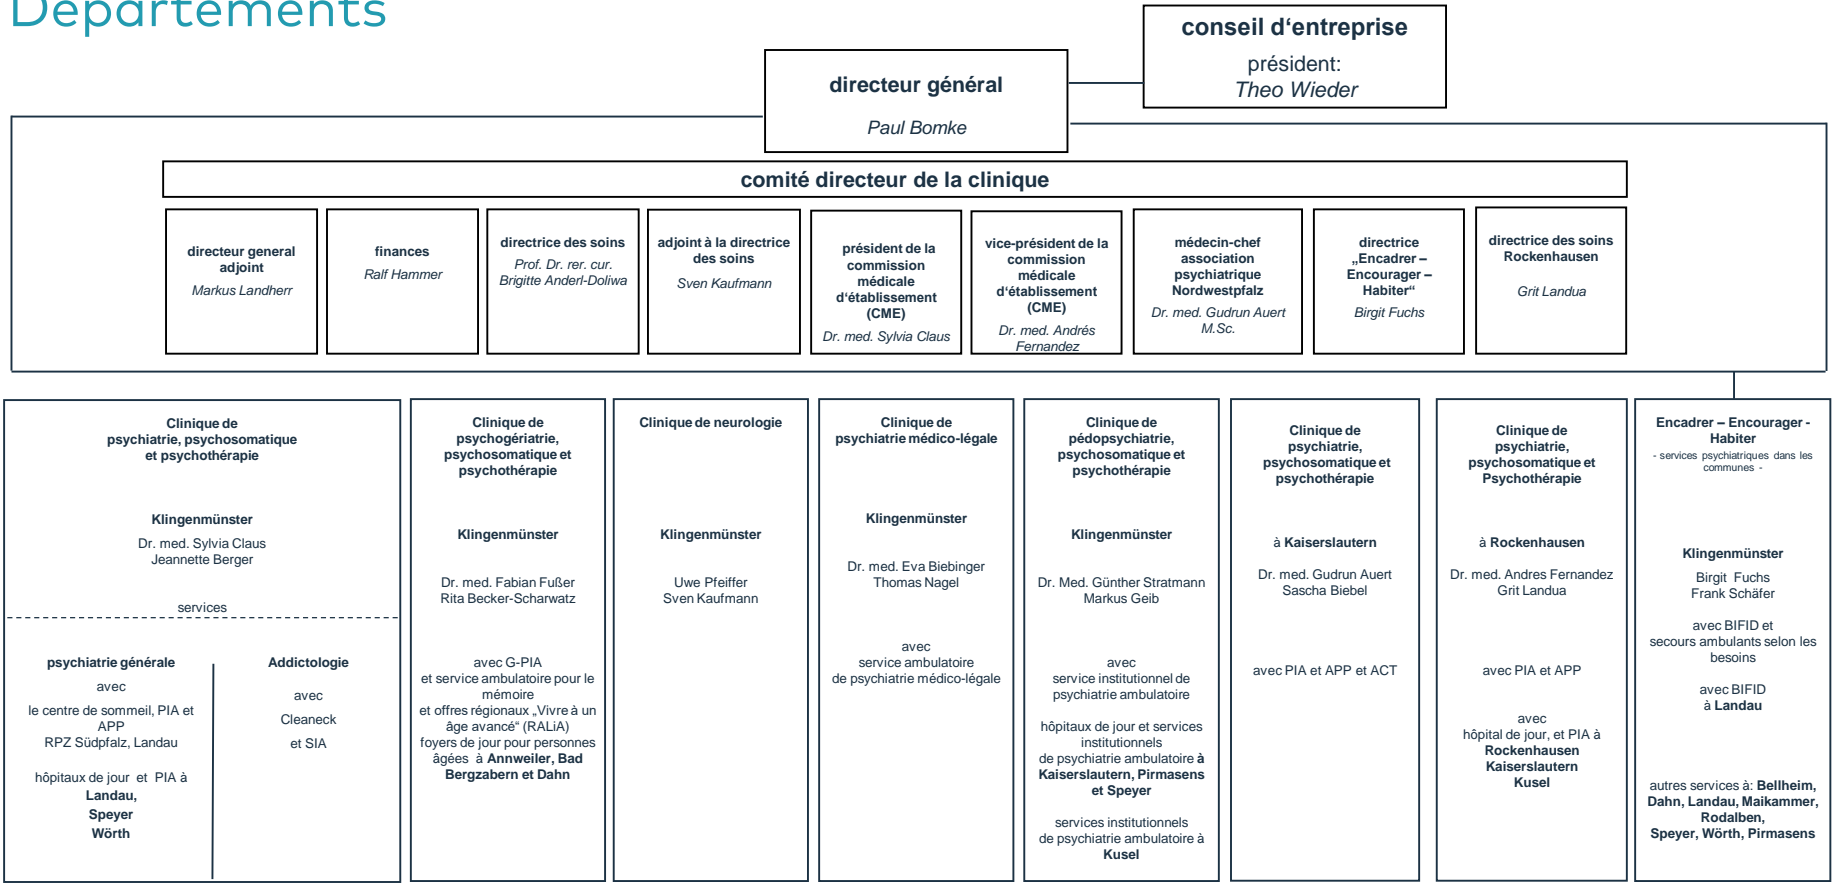 Départements
conseil d‘entreprise
président:
Theo Wieder
directeur général
Paul Bomke
comité directeur de la clinique
directeur general
adjoint
Markus Landherr
finances
Ralf Hammer
directrice des soins
Prof. Dr. rer. cur.
Brigitte Anderl-Doliwa
adjoint à la directrice
des soins
Sven Kaufmann
président de la
commission
médicale
d‘établissement
(CME)
Dr. med. Sylvia Claus
vice-président de la
commission
médicale
d‘établissement
(CME)
Dr. med. Andrés
Fernandez
médecin-chef
association
psychiatrique
Nordwestpfalz
Dr. med. Gudrun Auert
M.Sc.
directrice
„Encadrer –
Encourager –
Habiter“
Birgit Fuchs
directrice des soins
Rockenhausen
Grit Landua
Clinique de
psychiatrie, psychosomatique
et psychothérapie
Klingenmünster
Dr. med. Sylvia Claus
Jeannette Berger
services
psychiatrie générale
avec
le centre de sommeil, PIA et
APP
RPZ Südpfalz, Landau
hôpitaux de jour et PIA à
Landau,
Speyer
Wörth
Addictologie
avec
Cleaneck
et SIA
Clinique de
psychogériatrie,
psychosomatique et
psychothérapie
Klingenmünster
Dr. med. Fabian Fußer
Rita Becker-Scharwatz
avec G-PIA
et service ambulatoire pour le
mémoire
et offres régionaux „Vivre à un
âge avancé“ (RALiA)
foyers de jour pour personnes
âgées à Annweiler, Bad
Bergzabern et Dahn
Clinique de neurologie
Klingenmünster
Uwe Pfeiffer
Sven Kaufmann
Clinique de
psychiatrie médico-légale
Klingenmünster
Dr. med. Eva Biebinger
Thomas Nagel
avec
service ambulatoire
de psychiatrie médico-légale
Clinique de
pédopsychiatrie,
psychosomatique et
psychothérapie
Klingenmünster
Dr. Med. Günther Stratmann
Markus Geib
avec
service institutionnel de
psychiatrie ambulatoire
hôpitaux de jour et services
institutionnels
de psychiatrie ambulatoire à
Kaiserslautern, Pirmasens
et Speyer
services institutionnels
de psychiatrie ambulatoire à
Kusel
Clinique de
psychiatrie,
psychosomatique et
psychothérapie
à Kaiserslautern
Dr. med. Gudrun Auert
Sascha Biebel
avec PIA et APP et ACT
Clinique de
psychiatrie,
psychosomatique et
Psychothérapie
à Rockenhausen
Dr. med. Andres Fernandez
Grit Landua
avec PIA et APP
avec
hôpital de jour, et PIA à
Rockenhausen
Kaiserslautern
Kusel
Encadrer – Encourager -
Habiter
- services psychiatriques dans les
communes -
Klingenmünster
Birgit Fuchs
Frank Schäfer
avec BIFID et
secours ambulants selon les
besoins
avec BIFID
à Landau
autres services à: Bellheim,
Dahn, Landau, Maikammer,
Rodalben,
Speyer, Wörth, Pirmasens